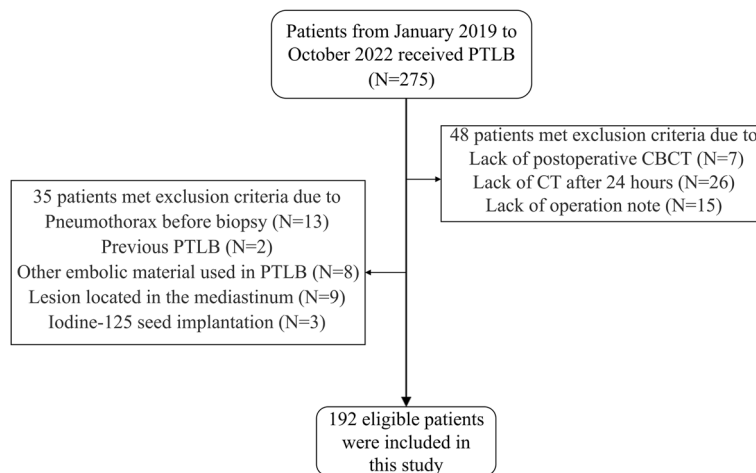 Patients from January 2019 to
October 2022 received PTLB
(N=275)
48 patients met exclusion criteria due to
Lack of postoperative CBCT (N=7)
Lack of CT after 24 hours (N=26)
Lack of operation note (N=15)
35 patients met exclusion criteria due to
Pneumothorax before biopsy (N=13)
Previous PTLB (N=2)
Other embolic material used in PTLB (N=8)
Lesion located in the mediastinum (N=9)
Iodine-125 seed implantation (N=3)
192 eligible patients
were included in
this study